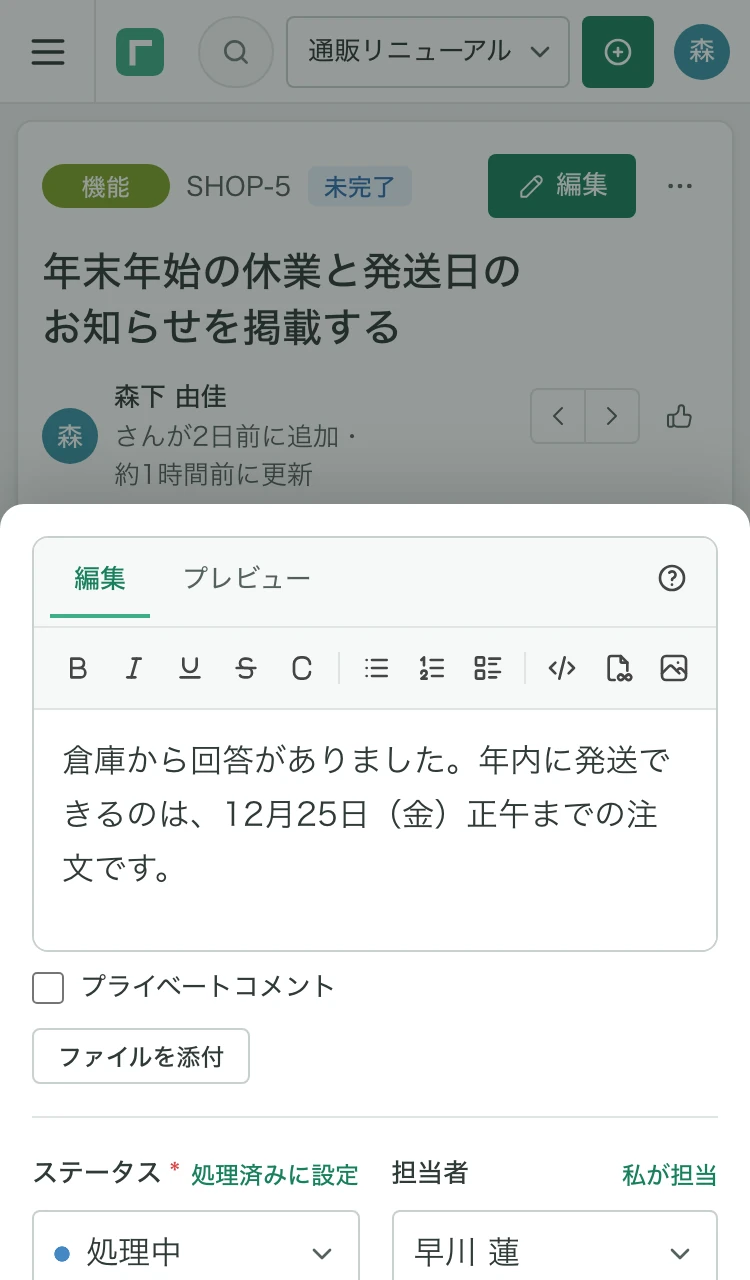 通販リニューアル
森
機能 SHOP-5 未完了 編集
年末年始の休業と発送日の
お知らせを掲載する
森
森下 由佳
さんが2日前に追加・
約1時間前に更新
編集 プレビュー
B I U S C
倉庫から回答がありました。年内に発送で
きるのは、12月25日（金）正午までの注
文です。
プライベートコメント
ファイルを添付
ステータス * 処理済みに設定 担当者 私が担当
処理中 早川 蓮